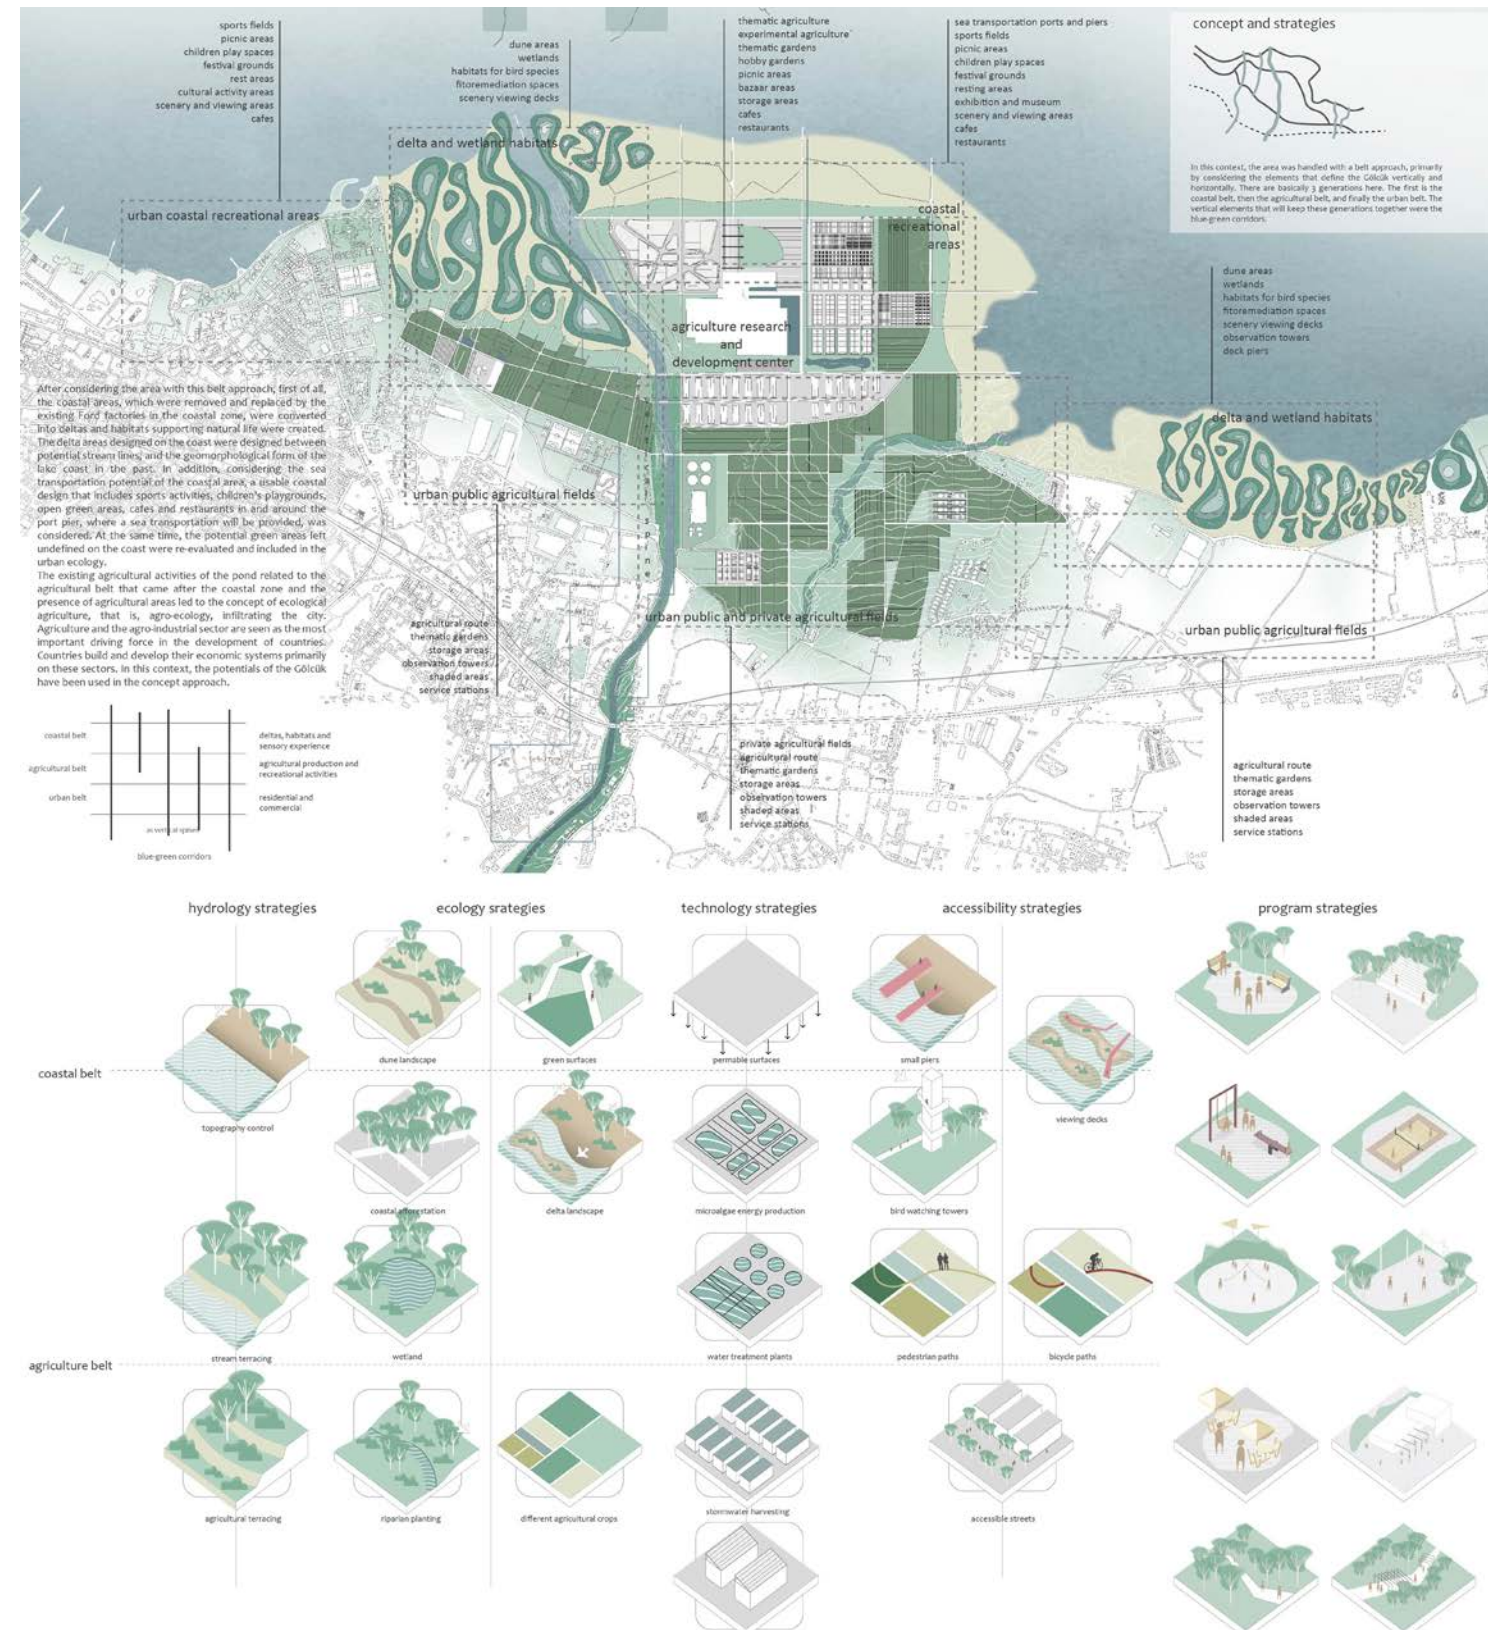 sports fields
picnic areas
children play spaces
festival grounds
rest areas
cultural activity areas
scenery and viewing areas
cafes
dune areas
wetlands
habitats for bird species
fitoremediation spaces
scenery viewing decks
thematic agriculture
experimental agriculture
thematic gardens
hobby gardens
picnic areas
bazaar areas
storage areas
cafes
restaurants
sea transportation ports and piers
sports fields
picnic areas
children play spaces
festival grounds
resting areas
exhibition and museum
scenery and viewing areas
cafes
restaurants
concept and strategies
In this context, the area was handled with a belt approach, primarily
by considering the elements that define the Gölcük vertically and
horizontally. There are basically 3 generations here. The first is the
coastal belt, then the agricultural belt, and finally the urban belt. The
vertical elements that will keep these generations together were the
blue-green corridors.
delta and wetland habitats
urban coastal recreational areas
coastal
recreational
areas
dune areas
wetlands
habitats for bird species
fitoremediation spaces
scenery viewing decks
observation towers
deck piers
agriculture research
and
development center
delta and wetland habitats
After considering the area with this belt approach, first of all,
the coastal areas, which were removed and replaced by the
existing Ford factories in the coastal zone, were converted
into deltas and habitats supporting natural life were created.
The delta areas designed on the coast were designed between
potential stream lines, and the geomorphological form of the
lake coast in the past. In addition, considering the sea
transportation potential of the coastal area, a usable coastal
design that includes sports activities, children's playgrounds,
open green areas, cafes and restaurants in and around the
port pier, where a sea transportation will be provided, was
considered. At the same time, the potential green areas left
undefined on the coast were re-evaluated and included in the
urban ecology.
The existing agricultural activities of the pond related to the
agricultural belt that came after the coastal zone and the
presence of agricultural areas led to the concept of ecological
agriculture, that is, agro-ecology, infiltrating the city.
Agriculture and the agro-industrial sector are seen as the most
important driving force in the development of countries.
Countries build and develop their economic systems primarily
on these sectors. In this context, the potentials of the Gölcük
have been used in the concept approach.
urban public agricultural fields
urban public and private agricultural fields
urban public agricultural fields
agricultural route
thematic gardens
storage areas
observation towers
shaded areas
service stations
private agricultural fields
agricultural route
thematic gardens
storage areas
observation towers
shaded areas
service stations
agricultural route
thematic gardens
storage areas
observation towers
shaded areas
service stations
coastal belt
agricultural belt
urban belt
deltas, habitats and
sensory experience
agricultural production and
recreational activities
residential and
commercial
blue-green corridors
hydrology strategies
ecology srategies
technology strategies
accessibility strategies
program strategies
coastal belt
agriculture belt
dune landscape
green surfaces
permable surfaces
small piers
topography control
viewing decks
coastal afforestation
delta landscape
microalgae energy production
bird watching towers
stream terracing
wetland
water treatment plants
pedestrian paths
bicycle paths
agricultural terracing
riparian planting
different agricultural crops
stormwater harvesting
accessible streets